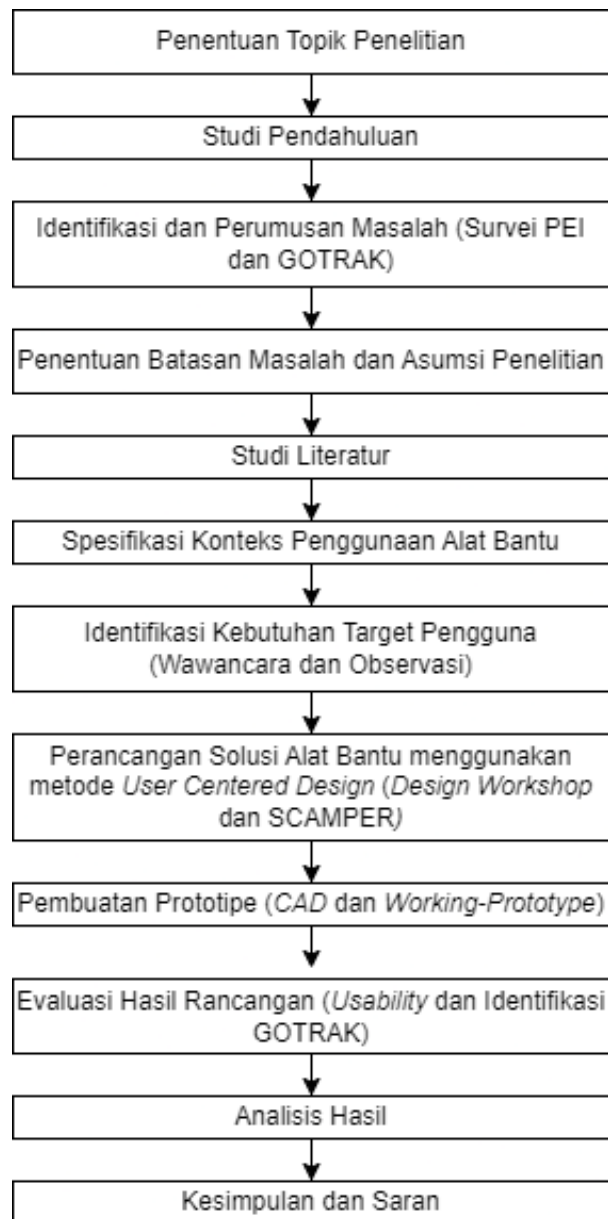 Penentuan Topik Penelitian
Studi Pendahuluan
Identifikasi dan Perumusan Masalah (Survei PEI
dan GOTRAK)
Penentuan Batasan Masalah dan Asumsi Penelitian
Studi Literatur
Spesifikasi Konteks Penggunaan Alat Bantu
Identifikasi Kebutuhan Target Pengguna
(Wawancara dan Observasi)
Perancangan Solusi Alat Bantu menggunakan
metode User Centered Design (Design Workshop
dan SCAMPER)
Pembuatan Prototipe (CAD dan Working-Prototype)
Evaluasi Hasil Rancangan (Usability dan Identifikasi
GOTRAK)
Analisis Hasil
Kesimpulan dan Saran